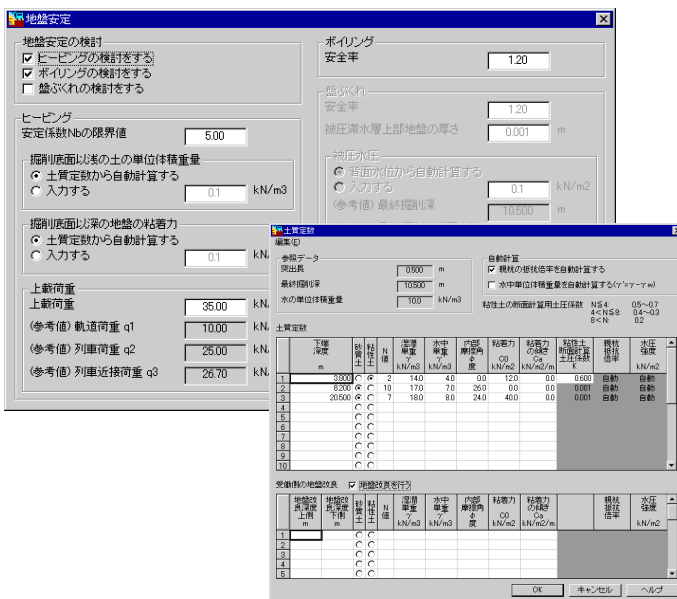 地盤安定
地盤安定の検討
ヒービングの検討をする
ボイリングの検討をする
盤ぶくれの検討をする
ヒービング
安定係数Nbの限界値 5.00
掘削底面以浅の土の単位体積重量
土質定数から自動計算する
入力する 0.1 kN/m3
掘削底面以深の地盤の粘着力
土質定数から自動計算する
入力する 0.1 kN/
上載荷重
上載荷重 35.00 kN/
(参考値) 軌道荷重 q1 10.00 kN/
(参考値) 列車荷重 q2 25.00 kN/
(参考値) 列車近接荷重 q3 26.70 kN/
ボイリング
安全率 1.20
盤ぶくれ
安全率 1.20
被圧滞水層上部地盤の厚さ 0.001 m
被圧水圧
背面水位から自動計算する
入力する 0.1 kN/m2
(参考値) 最終掘削深 10.500 m
土質定数
編集(E)
参照データ
突出長 0.500 m
最終掘削深 10.500 m
水の単位体積重量 10.0 kN/m3
自動計算
親杭の抵抗倍率を自動計算する
水中単位体積重量を自動計算する(γ'=γ-γw)
粘性土の断面計算用土圧係数 N≦4: 0.5~0.7
4<N≦8: 0.4~0.3
8<N: 0.2
土質定数
下端深度 m 砂質土 粘性土 N値 湿潤単重 γ kN/m3 水中単重 γ' kN/m3 内部摩擦角 φ 度 粘着力 C0 kN/m2 粘着力の傾き Ca kN/m2/m 粘性土断面計算土圧係数 K 親杭抵抗倍率 水圧強度 kN/m2
1 3.800 2 14.0 4.0 0.0 12.0 0.0 0.600 自動 自動
2 8.200 10 17.0 7.0 26.0 0.0 0.0 0.001 自動 自動
3 20.500 7 18.0 8.0 24.0 40.0 0.0 0.001 自動 自動
4
5
6
7
8
9
10
受働側の地盤改良 地盤改良を行う
地盤改良深度上側 m 地盤改良深度下側 m 砂質土 粘性土 N値 湿潤単重 γ kN/m3 水中単重 γ' kN/m3 内部摩擦角 φ 度 粘着力 C0 kN/m2 粘着力の傾き Ca kN/m2/m 親杭抵抗倍率 水圧強度 kN/m2
1
2
3
4
5
OK キャンセル ヘルプ